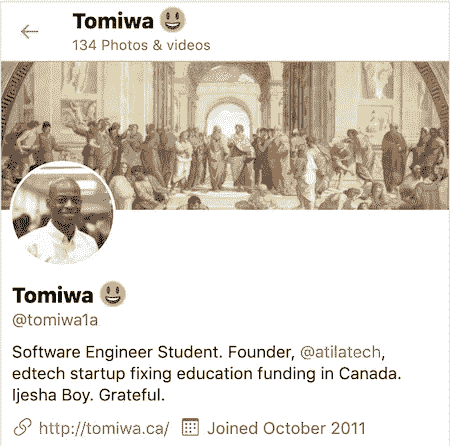 Tomiwa 😃
134 Photos & videos
Tomiwa 😃
@tomiwa1a
Software Engineer Student. Founder, @atilatech,
edtech startup fixing education funding in Canada.
Ijesha Boy. Grateful.
http://tomiwa.ca/ Joined October 2011